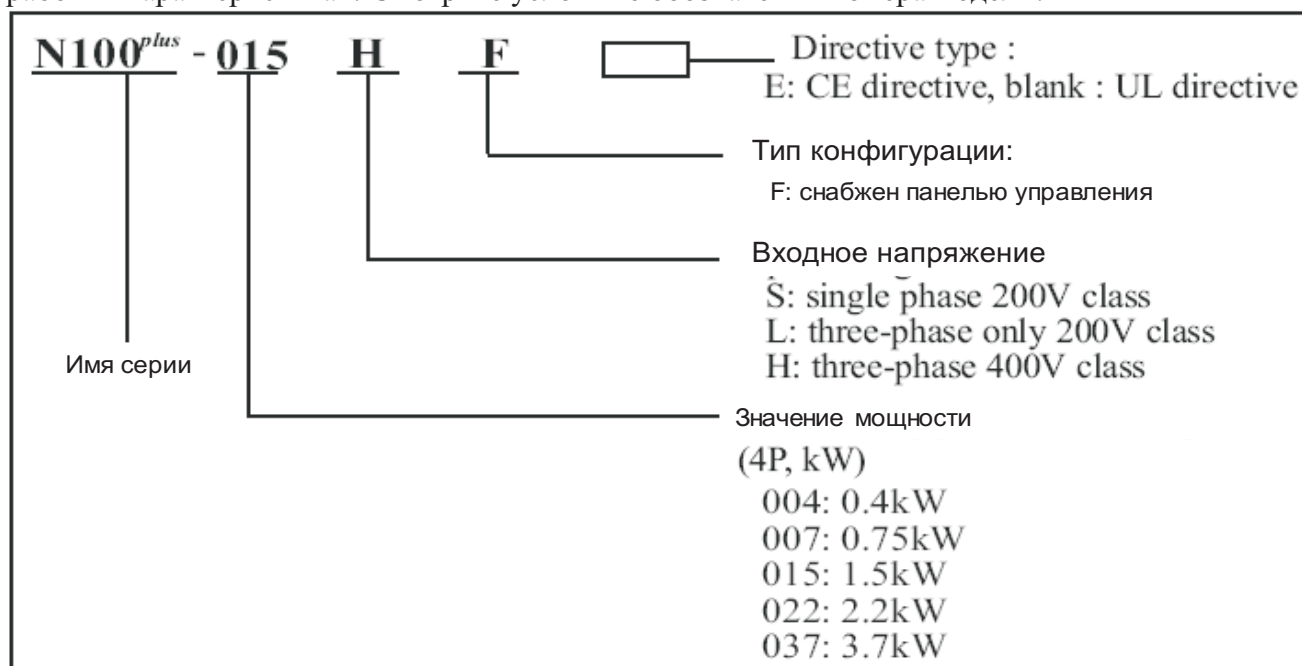 N100plus - 015 H F
Directive type :
E: CE directive, blank : UL directive
Тип конфигурации:
F: снабжен панелью управления
Входное напряжение
S: single phase 200V class
L: three-phase only 200V class
H: three-phase 400V class
Имя серии
Значение мощности
(4P, kW)
004: 0.4kW
007: 0.75kW
015: 1.5kW
022: 2.2kW
037: 3.7kW